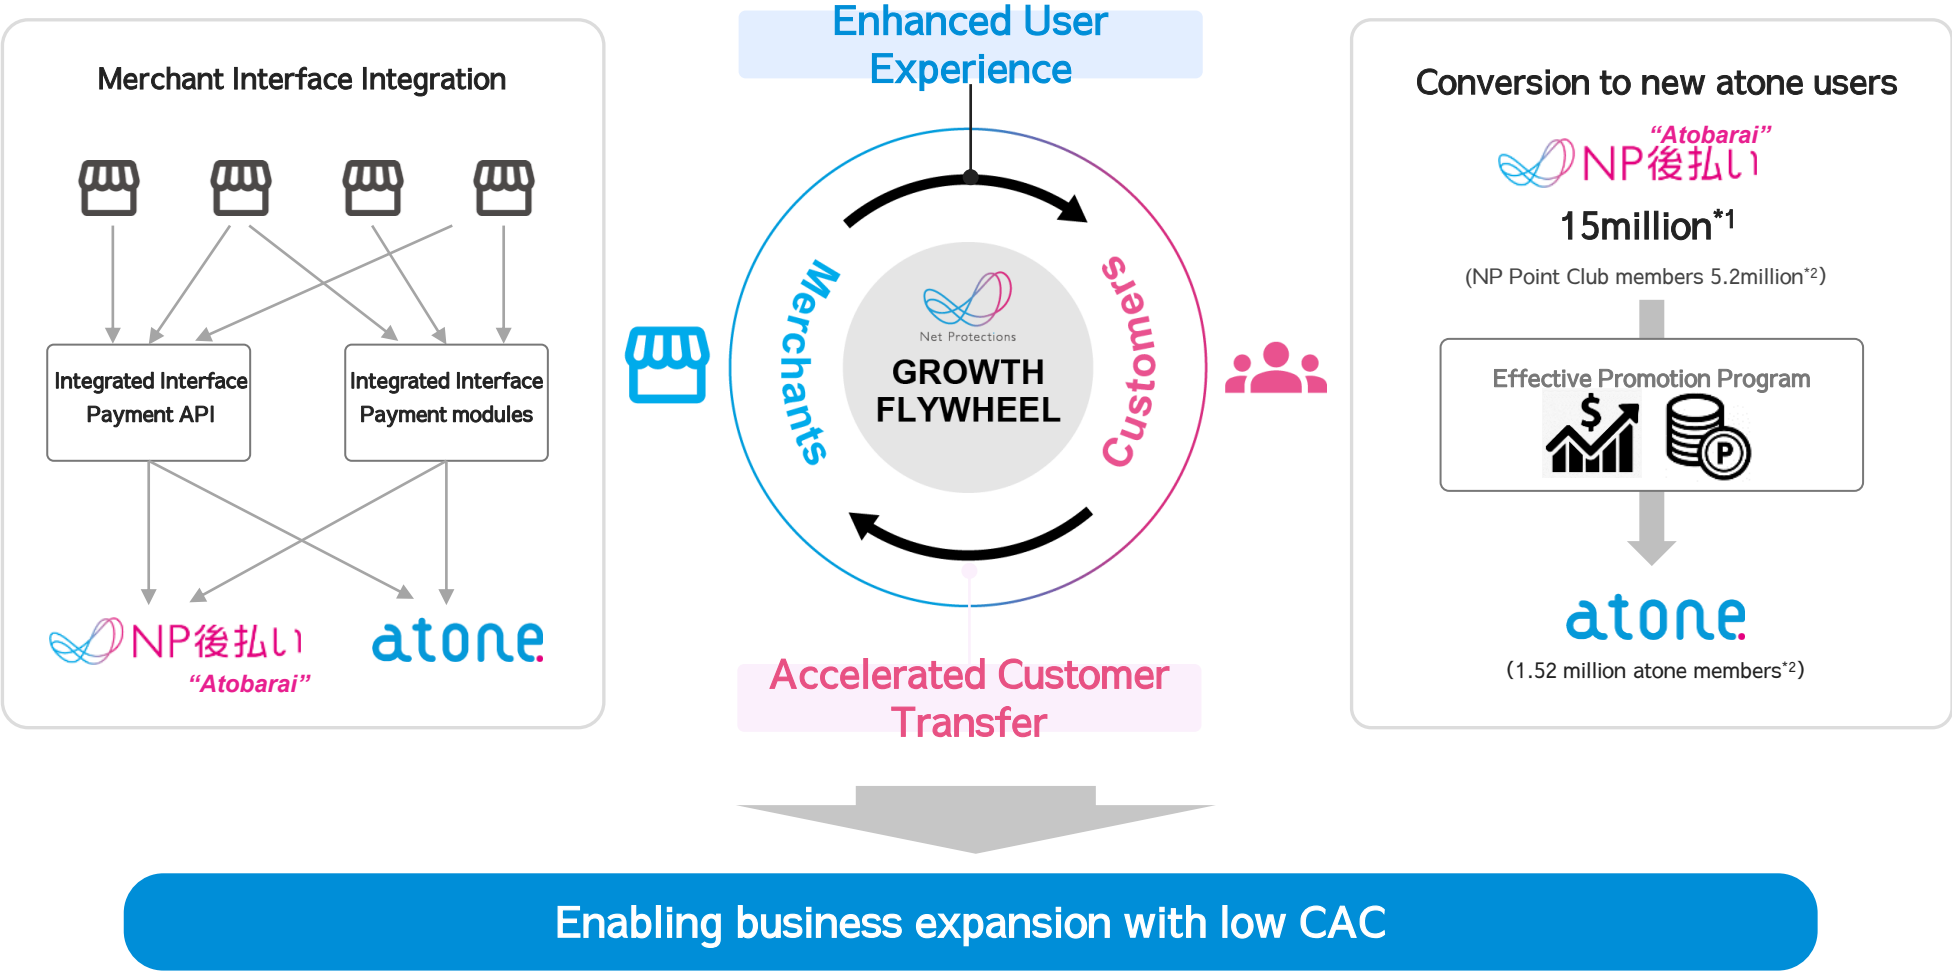 Merchant Interface Integration
Integrated Interface
Payment API
Integrated Interface
Payment modules
NP後払い
“Atobarai”
atone.
Enhanced User
Experience
Merchants
Customers
Net Protections
GROWTH
FLYWHEEL
Accelerated Customer
Transfer
Conversion to new atone users
“Atobarai”
NP後払い
15million*1
(NP Point Club members 5.2million*2)
Effective Promotion Program
$
P
atone.
(1.52 million atone members*2)
Enabling business expansion with low CAC